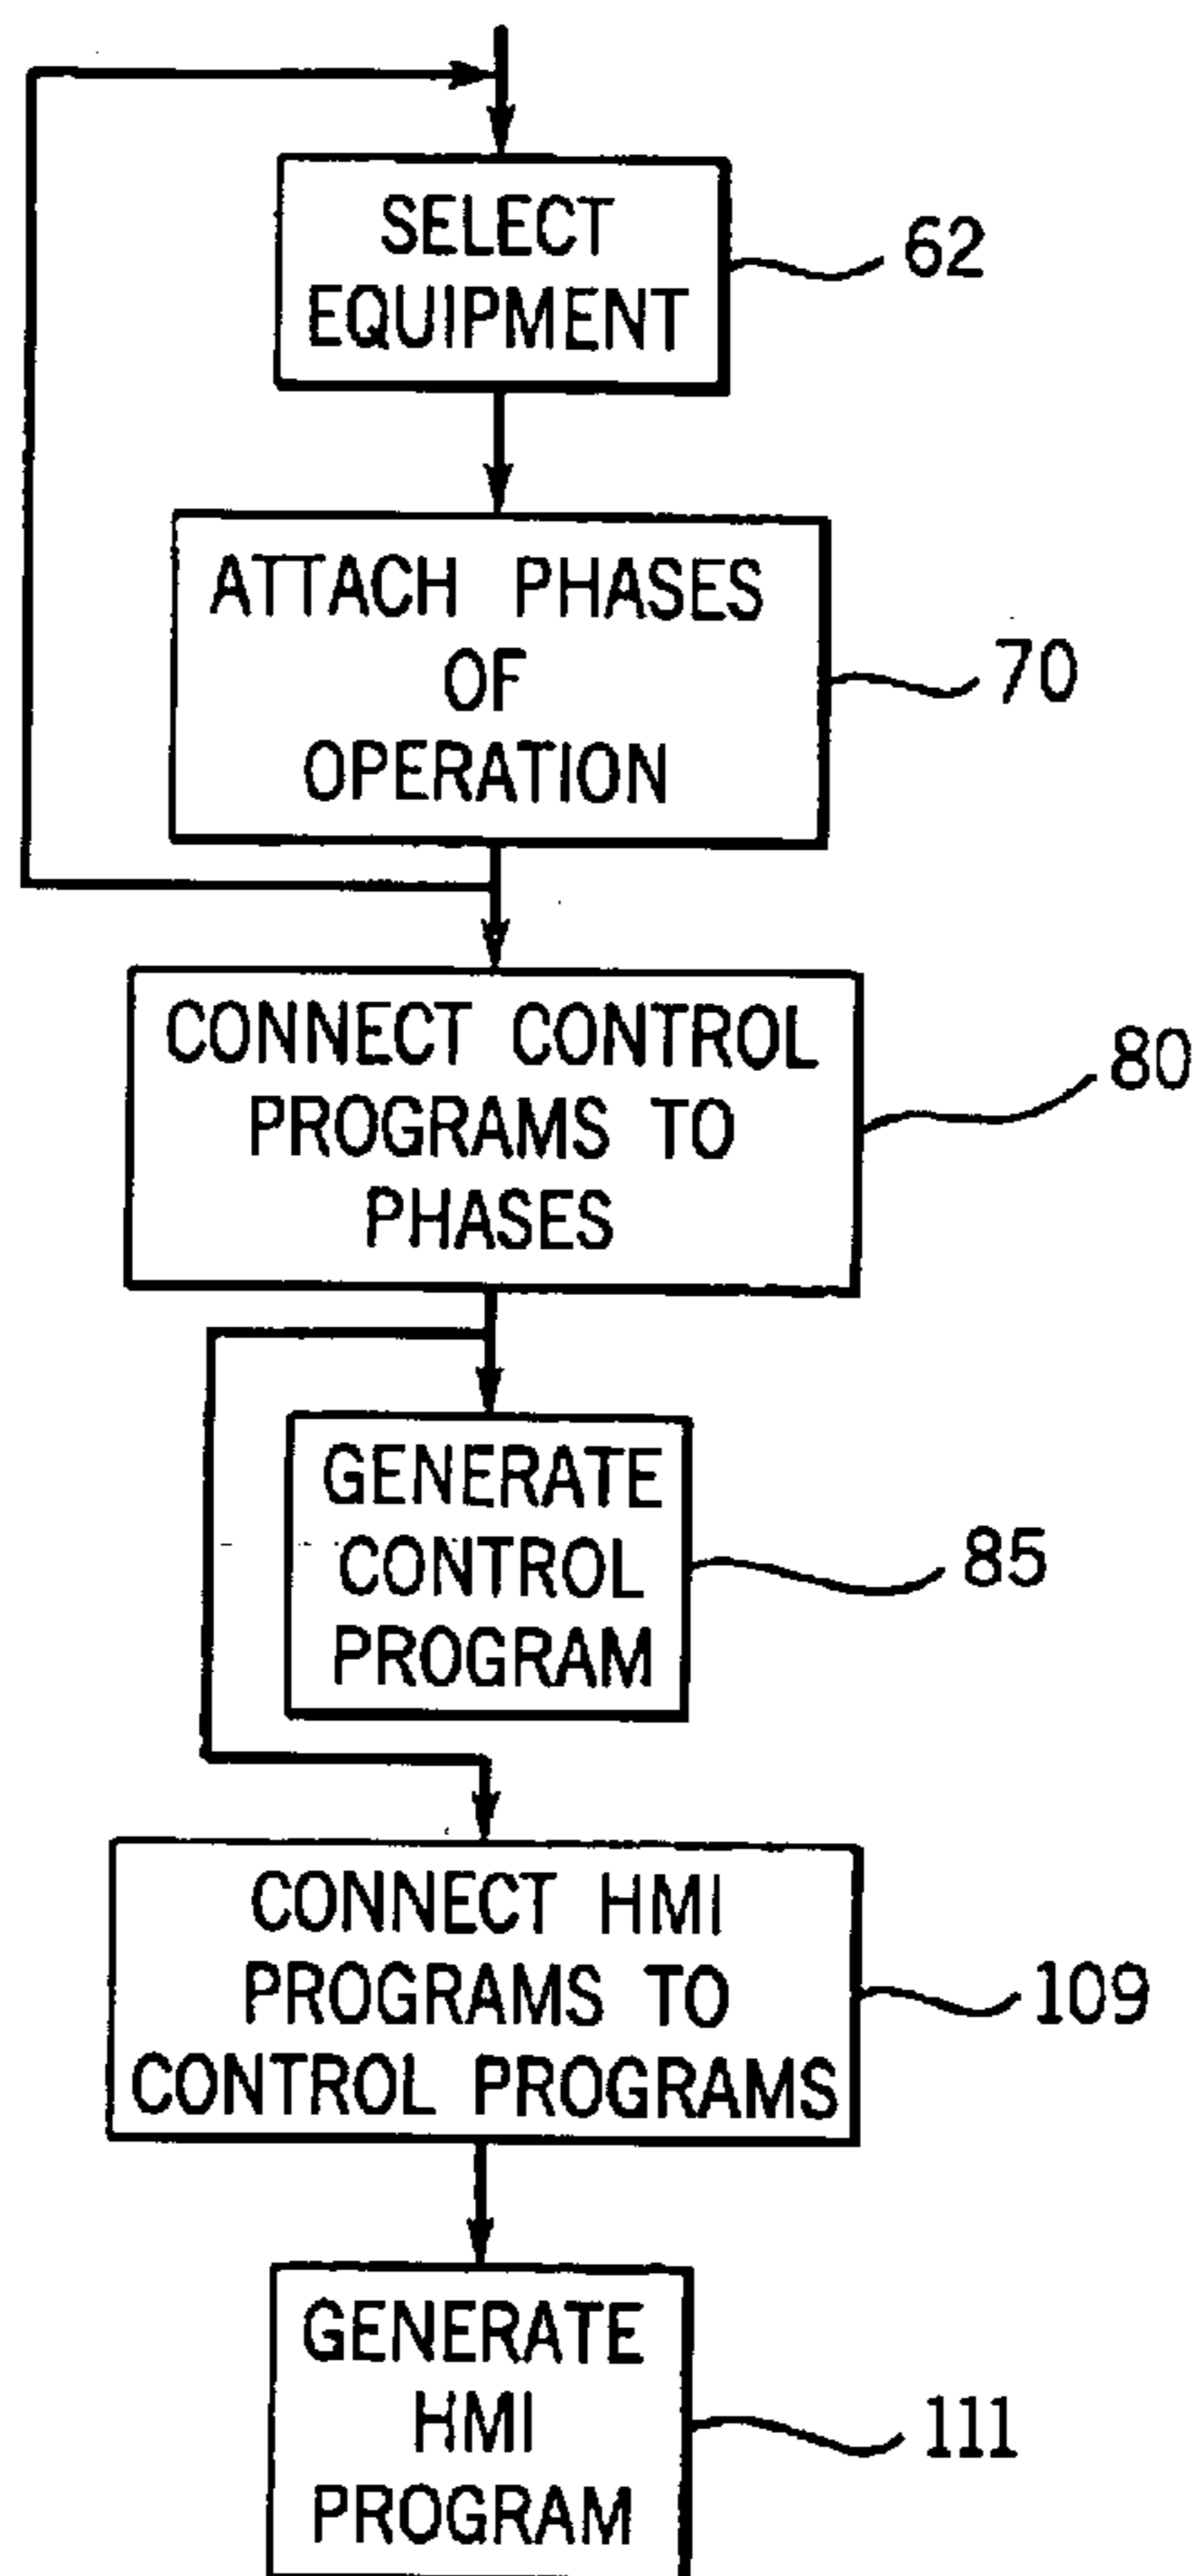 SELECT
EQUIPMENT
62
ATTACH PHASES
OF
OPERATION
70
CONNECT CONTROL
PROGRAMS TO
PHASES
80
GENERATE
CONTROL
PROGRAM
85
CONNECT HMI
PROGRAMS TO
CONTROL PROGRAMS
109
GENERATE
HMI
PROGRAM
111